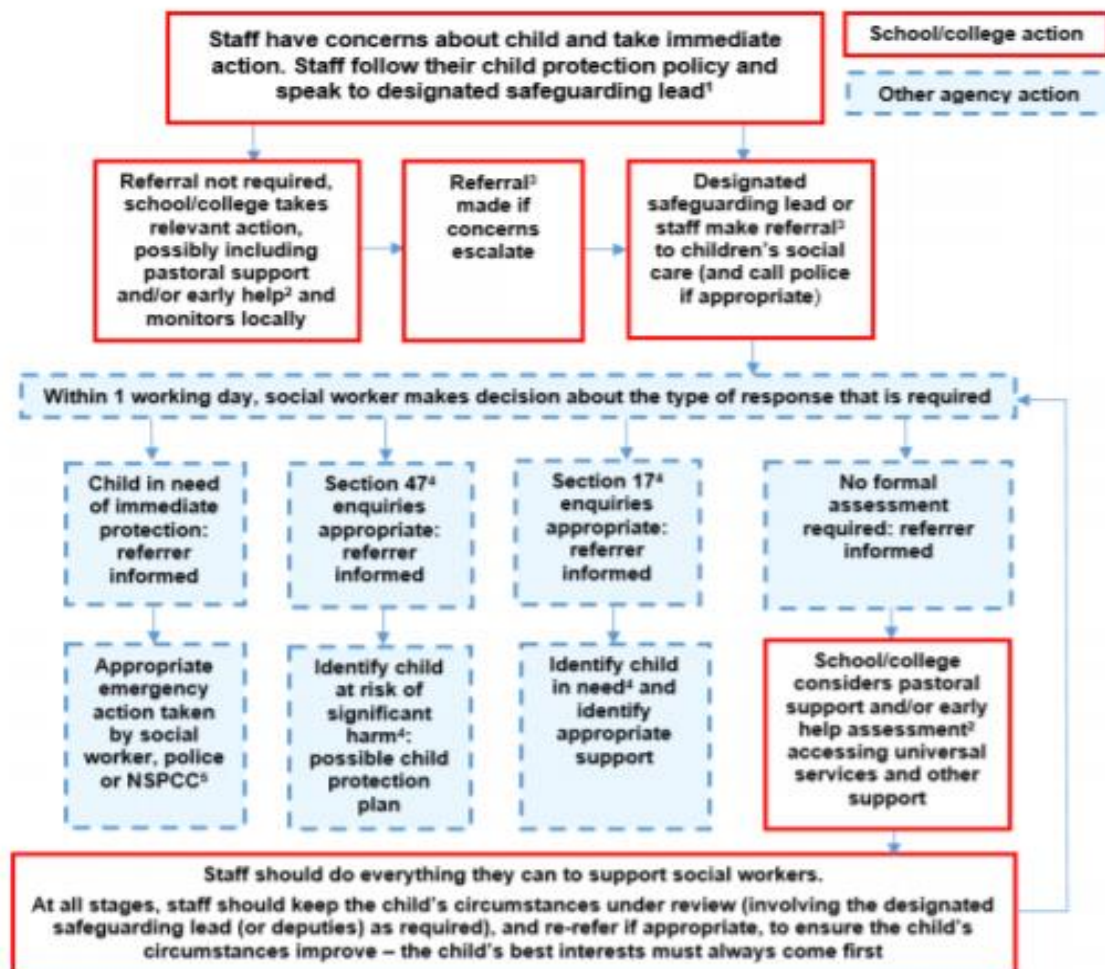 Staff have concerns about child and take immediate
action. Staff follow their child protection policy and
speak to designated safeguarding lead¹
School/college action
Other agency action
Referral not required,
school/college takes
relevant action,
possibly including
pastoral support
and/or early help² and
monitors locally
Referral³
made if
concerns
escalate
Designated
safeguarding lead or
staff make referral³
to children's social
care (and call police
if appropriate)
Within 1 working day, social worker makes decision about the type of response that is required
Child in need
of immediate
protection:
referrer
informed
Section 47⁴
enquiries
appropriate:
referrer
informed
Section 17⁴
enquiries
appropriate:
referrer
informed
No formal
assessment
required: referrer
informed
Appropriate
emergency
action taken
by social
worker, police
or NSPCC⁵
Identify child
at risk of
significant
harm⁴:
possible child
protection
plan
Identify child
in need⁴ and
identify
appropriate
support
School/college
considers pastoral
support and/or early
help assessment²
accessing universal
services and other
support
Staff should do everything they can to support social workers.
At all stages, staff should keep the child's circumstances under review (involving the designated
safeguarding lead (or deputies) as required), and re-refer if appropriate, to ensure the child's
circumstances improve – the child's best interests must always come first